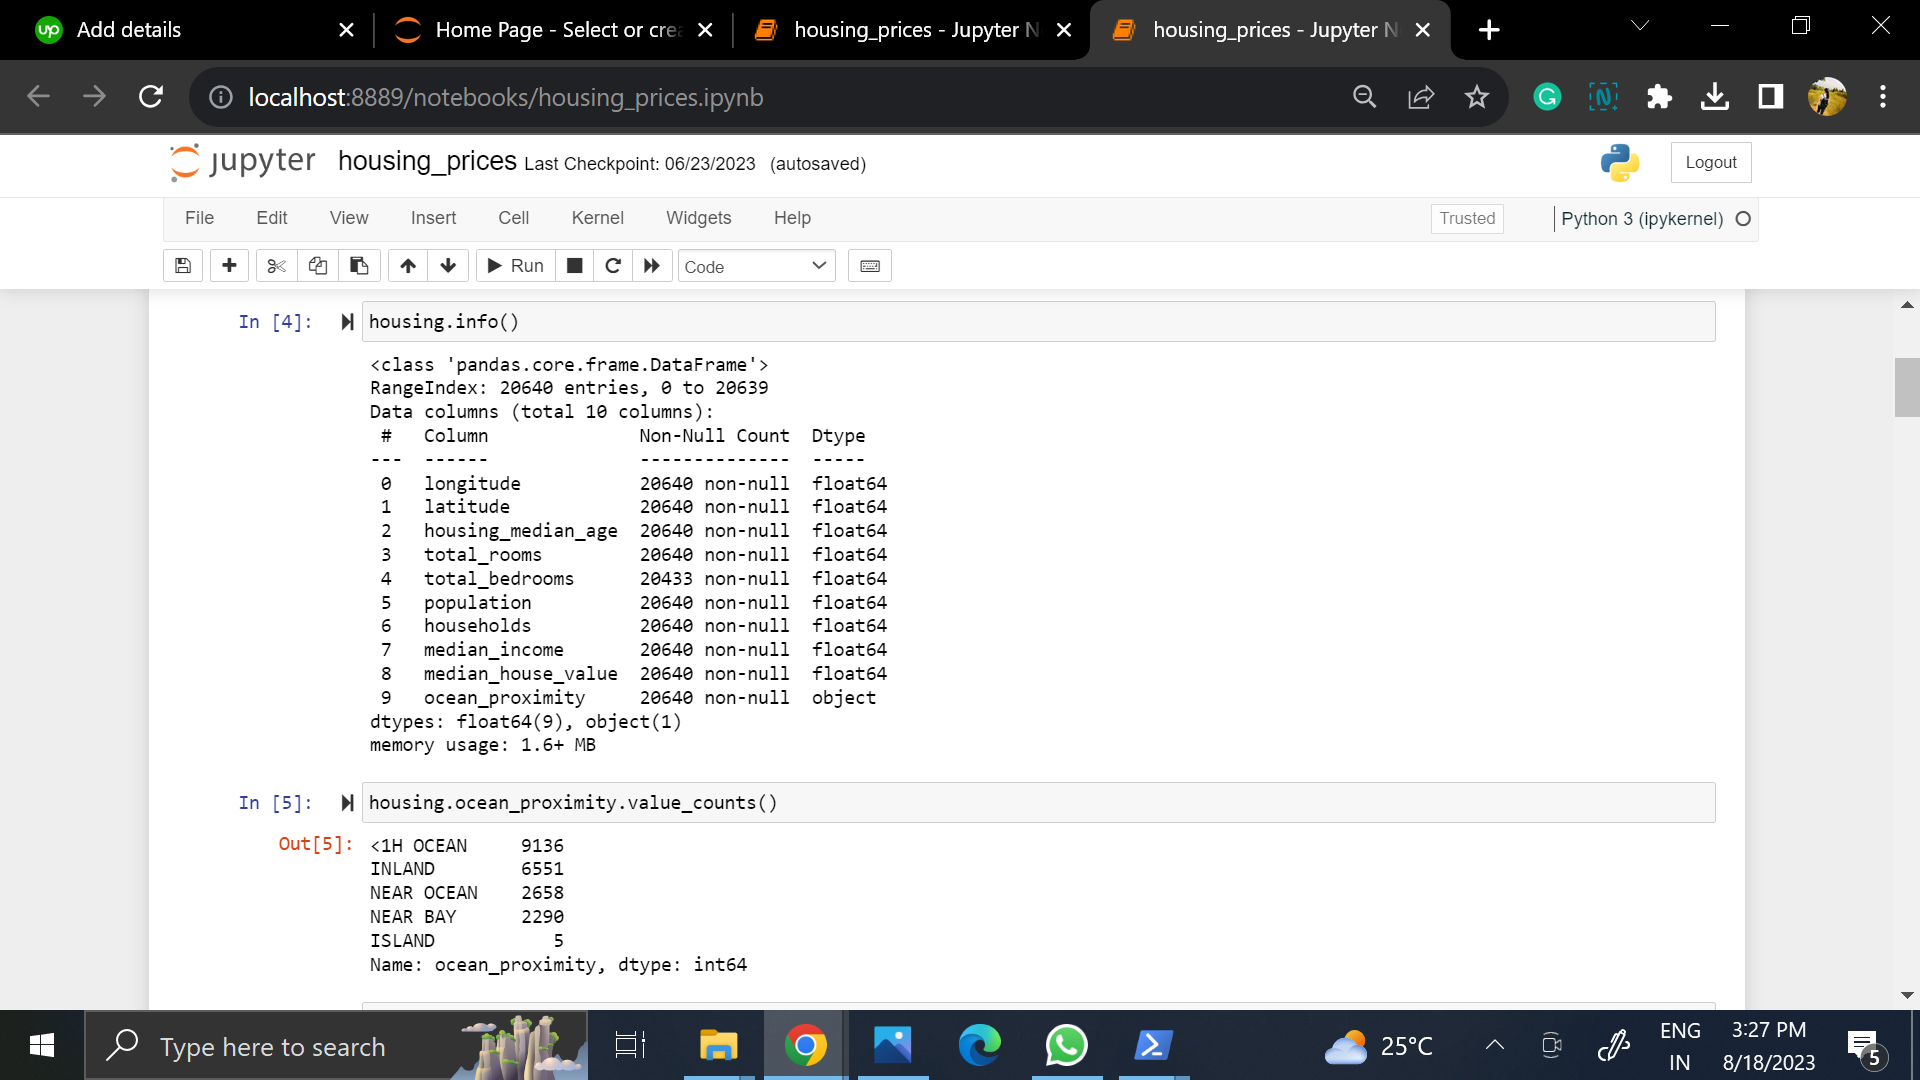 Add details
Home Page - Select or crea
housing_prices - Jupyter N
housing_prices - Jupyter N
localhost:8889/notebooks/housing_prices.ipynb
jupyter housing_prices Last Checkpoint: 06/23/2023 (autosaved)
Logout
File Edit View Insert Cell Kernel Widgets Help
Trusted
Python 3 (ipykernel)
Run
Code
In [4]: housing.info()
<class 'pandas.core.frame.DataFrame'>
RangeIndex: 20640 entries, 0 to 20639
Data columns (total 10 columns):
 #   Column              Non-Null Count  Dtype
---  ------              --------------  -----
 0   longitude           20640 non-null  float64
 1   latitude            20640 non-null  float64
 2   housing_median_age  20640 non-null  float64
 3   total_rooms         20640 non-null  float64
 4   total_bedrooms      20433 non-null  float64
 5   population          20640 non-null  float64
 6   households          20640 non-null  float64
 7   median_income       20640 non-null  float64
 8   median_house_value  20640 non-null  float64
 9   ocean_proximity     20640 non-null  object
dtypes: float64(9), object(1)
memory usage: 1.6+ MB
In [5]: housing.ocean_proximity.value_counts()
Out[5]: <1H OCEAN     9136
INLAND        6551
NEAR OCEAN    2658
NEAR BAY      2290
ISLAND           5
Name: ocean_proximity, dtype: int64
Type here to search
25°C
ENG
IN
3:27 PM
8/18/2023
5